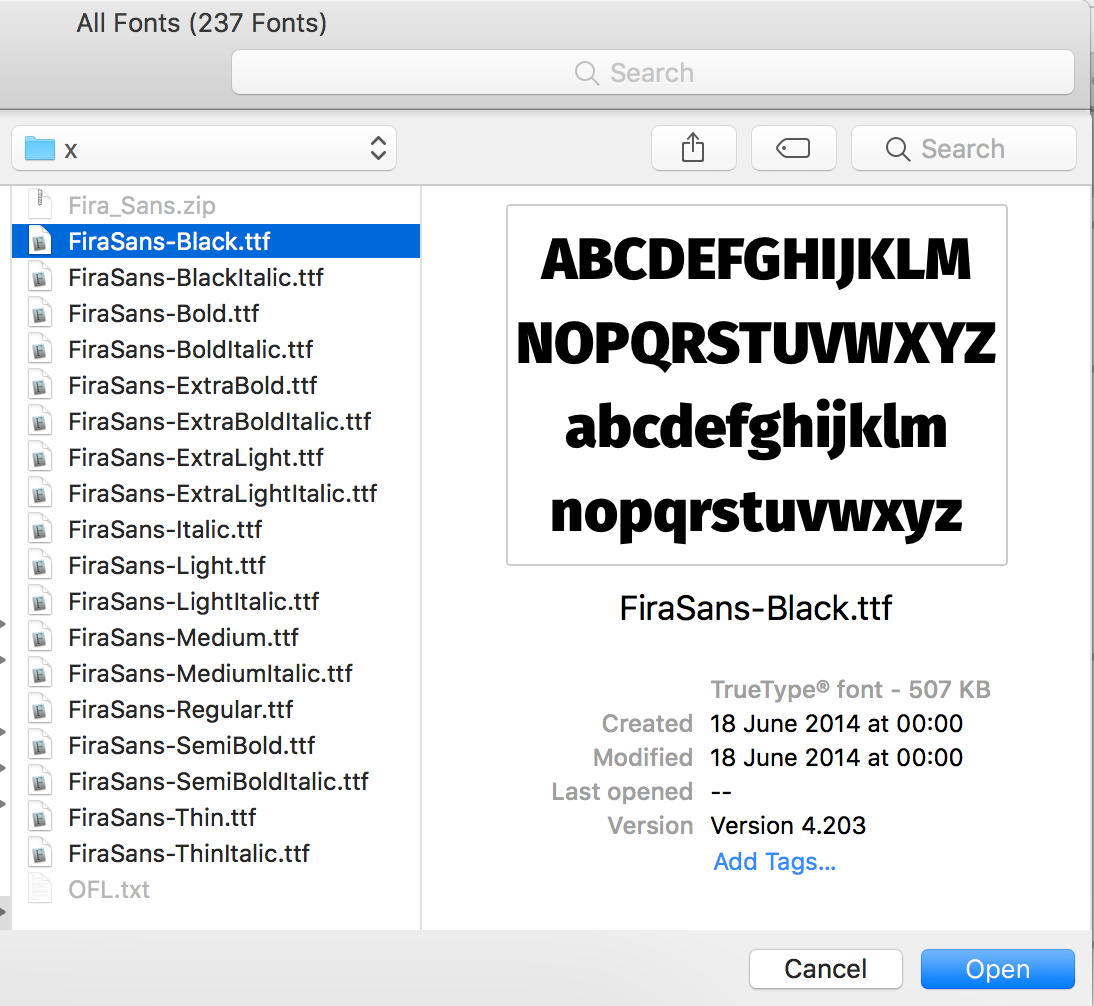 All Fonts (237 Fonts)
Search
x
Search
Fira_Sans.zip
FiraSans-Black.ttf
FiraSans-BlackItalic.ttf
FiraSans-Bold.ttf
FiraSans-BoldItalic.ttf
FiraSans-ExtraBold.ttf
FiraSans-ExtraBoldItalic.ttf
FiraSans-ExtraLight.ttf
FiraSans-ExtraLightItalic.ttf
FiraSans-Italic.ttf
FiraSans-Light.ttf
FiraSans-LightItalic.ttf
FiraSans-Medium.ttf
FiraSans-MediumItalic.ttf
FiraSans-Regular.ttf
FiraSans-SemiBold.ttf
FiraSans-SemiBoldItalic.ttf
FiraSans-Thin.ttf
FiraSans-ThinItalic.ttf
OFL.txt
ABCDEFGHIJKLM
NOPQRSTUVWXYZ
abcdefghijklm
nopqrstuvwxyz
FiraSans-Black.ttf
TrueType® font - 507 KB
Created 18 June 2014 at 00:00
Modified 18 June 2014 at 00:00
Last opened --
Version Version 4.203
Add Tags...
Cancel
Open